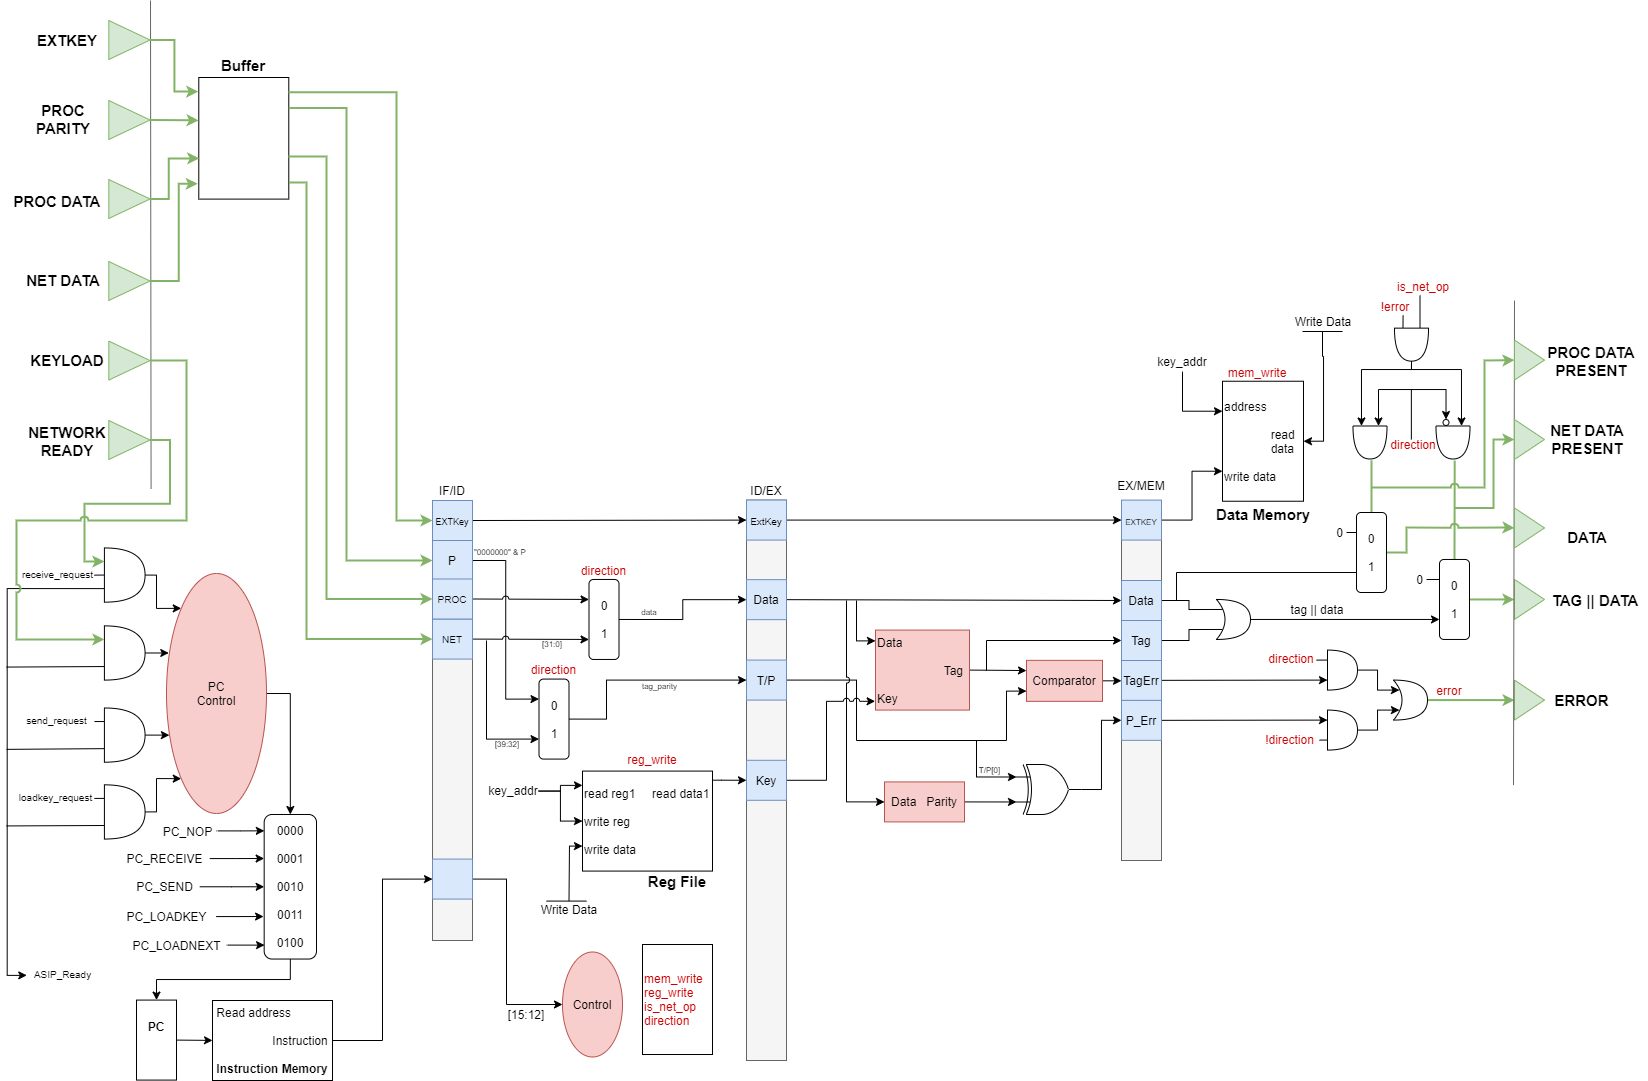 EXTKEY
PROC
PARITY
PROC DATA
NET DATA
KEYLOAD
NETWORK
READY
Buffer
receive_request
send_request
loadkey_request
ASIP_Ready
PC
Control
PC_NOP
PC_RECEIVE
PC_SEND
PC_LOADKEY
PC_LOADNEXT
0000
0001
0010
0011
0100
PC
Read address
Instruction
Instruction Memory
IF/ID
EXTKey
P
PROC
NET
"0000000" & P
direction
0
1
[31:0]
data
direction
0
1
[39:32]
tag_parity
reg_write
key_addr
read reg1
read data1
write reg
write data
Reg File
Write Data
[15:12]
Control
mem_write
reg_write
is_net_op
direction
ID/EX
ExtKey
Data
T/P
Key
Data
Tag
Key
Comparator
T/P[0]
Data
Parity
EX/MEM
EXTKEY
Data
Tag
TagErr
P_Err
key_addr
Write Data
mem_write
address
read
data
write data
Data Memory
is_net_op
!error
direction
0
0
1
0
0
1
tag || data
direction
!direction
error
PROC DATA
PRESENT
NET DATA
PRESENT
DATA
TAG || DATA
ERROR